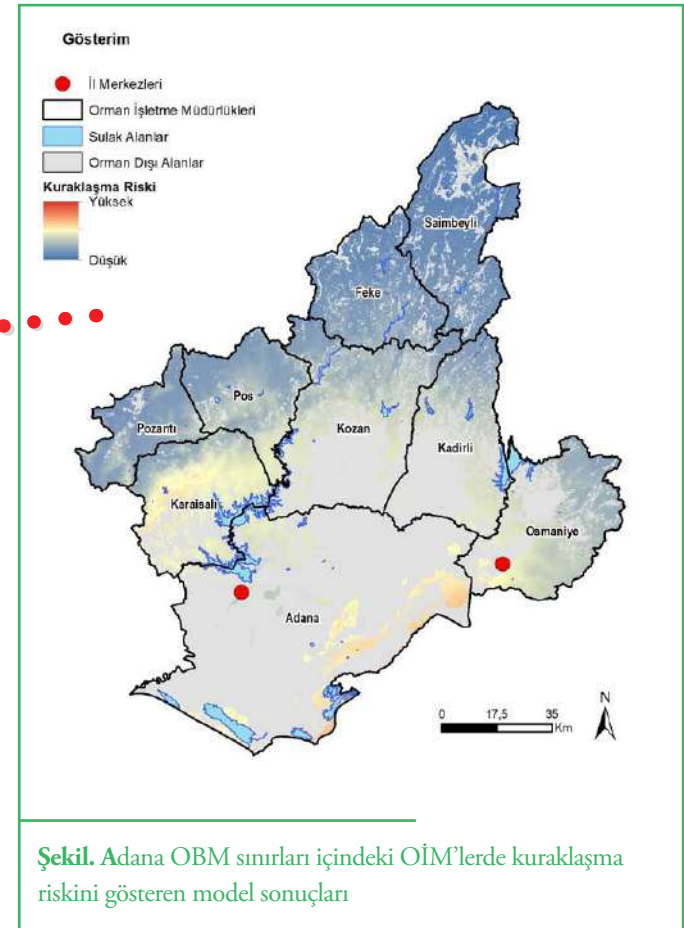 Gösterim
İl Merkezleri
Orman İşletme Müdürlükleri
Sulak Alanlar
Orman Dışı Alanlar
Kuraklaşma Riski
Yüksek
Düşük
Saimbeyli
Feke
Pos
Pozantı
Kozan
Kadirli
Karaisalı
Osmaniye
Adana
0 17,5 35
Km
N
Şekil. Adana OBM sınırları içindeki OİM’lerde kuraklaşma
riskini gösteren model sonuçları